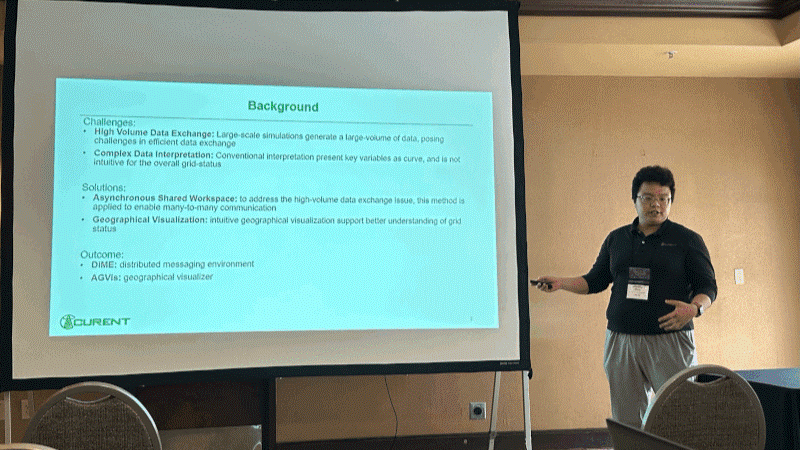 Background
Challenges:
• High Volume Data Exchange: Large-scale simulations generate a large-volume of data, posing
challenges in efficient data exchange
• Complex Data Interpretation: Conventional interpretation present key variables as curve, and is not
intuitive for the overall grid-status
Solutions:
• Asynchronous Shared Workspace: to address the high-volume data exchange issue, this method is
applied to enable many-to-many communication
• Geographical Visualization: intuitive geographical visualization support better understanding of grid
status
Outcome:
• DIME: distributed messaging environment
• AGVis: geographical visualizer
CURENT